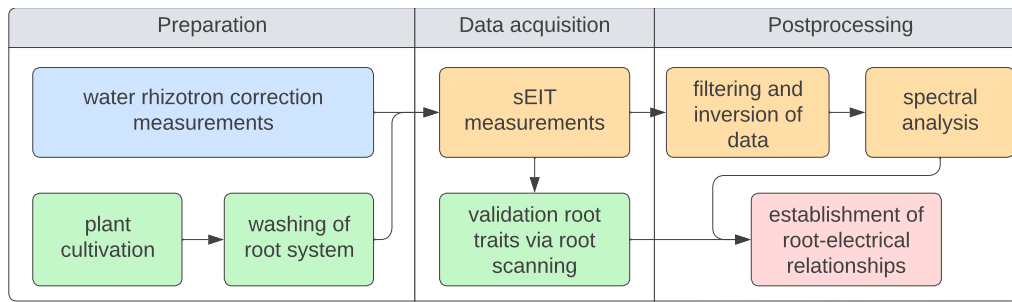 Preparation
Data acquisition
Postprocessing
water rhizotron correction
measurements
sEIT
measurements
filtering and
inversion of
data
spectral
analysis
plant
cultivation
washing of
root system
validation root
traits via root
scanning
establishment of
root-electrical
relationships